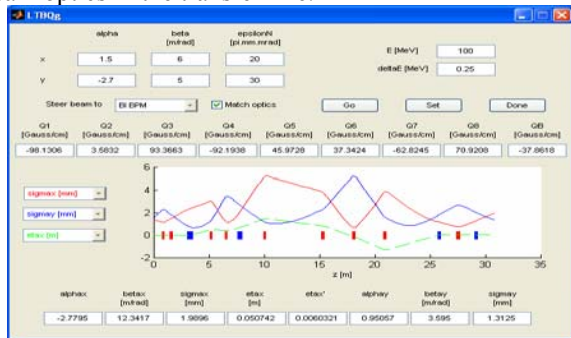 LTBQg
alpha beta epsilonN
[m/rad] [pi.mm.mrad]
x 1.5 6 20
y -2.7 5 30
E [MeV] 100
deltaE [MeV] 0.25
Steer beam to BI BPM Match optics Go Set Done
Q1 Q2 Q3 Q4 Q5 Q6 Q7 Q8
[Gauss/cm] [Gauss/cm] [Gauss/cm] [Gauss/cm] [Gauss/cm] [Gauss/cm] [Gauss/cm] [Gauss/cm] [Gauss/cm]
-98.1306 3.5832 93.3663 -92.1938 45.9728 37.3424 -62.8245 70.9208 -37.8618
sigmax [mm]
sigmay [mm]
etax [m]
6
4
2
0
-2
0 5 10 15 20 25 30 35
z [m]
alphax betax sigmax etax etax' alphay betay sigmay
[m/rad] [mm] [m] [m/rad] [mm]
-2.7795 12.3417 1.9896 0.050742 0.0060321 0.95057 3.595 1.3125